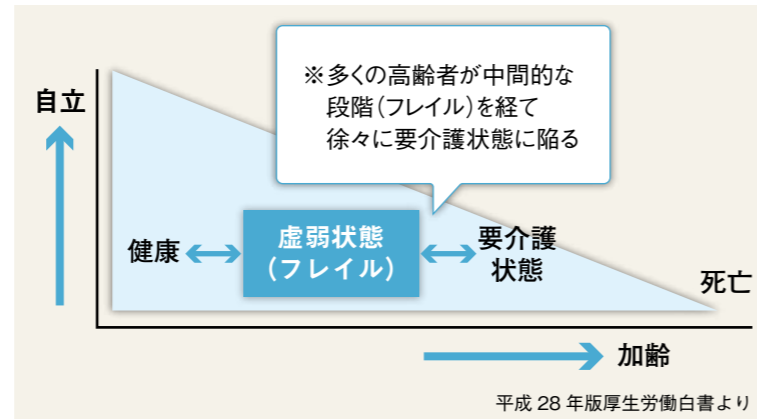 ※多くの高齢者が中間的な
段階(フレイル)を経て
徐々に要介護状態に陥る
自立
健康
虚弱状態
(フレイル)
要介護
状態
死亡
加齢
平成 28 年版厚生労働白書より